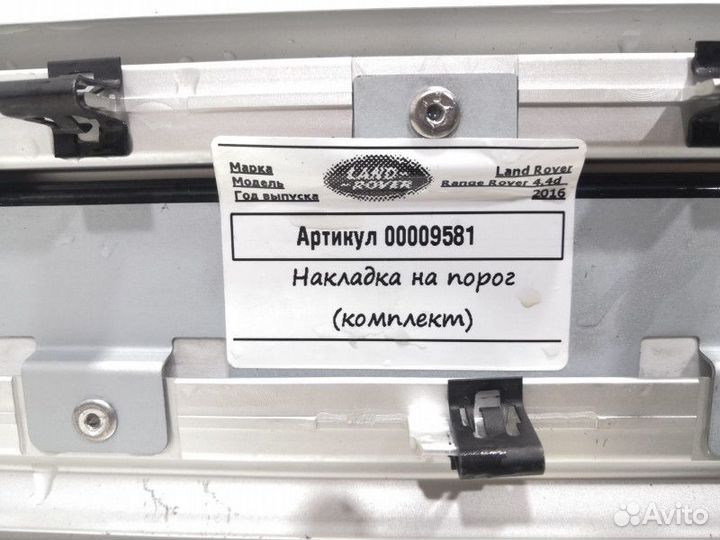 Марка LAND Land Rover
Модель ROVER Range Rover 4.4d
Год выпуска 2016
Артикул 00009581
Накладка на порог
(комплект)
Avito